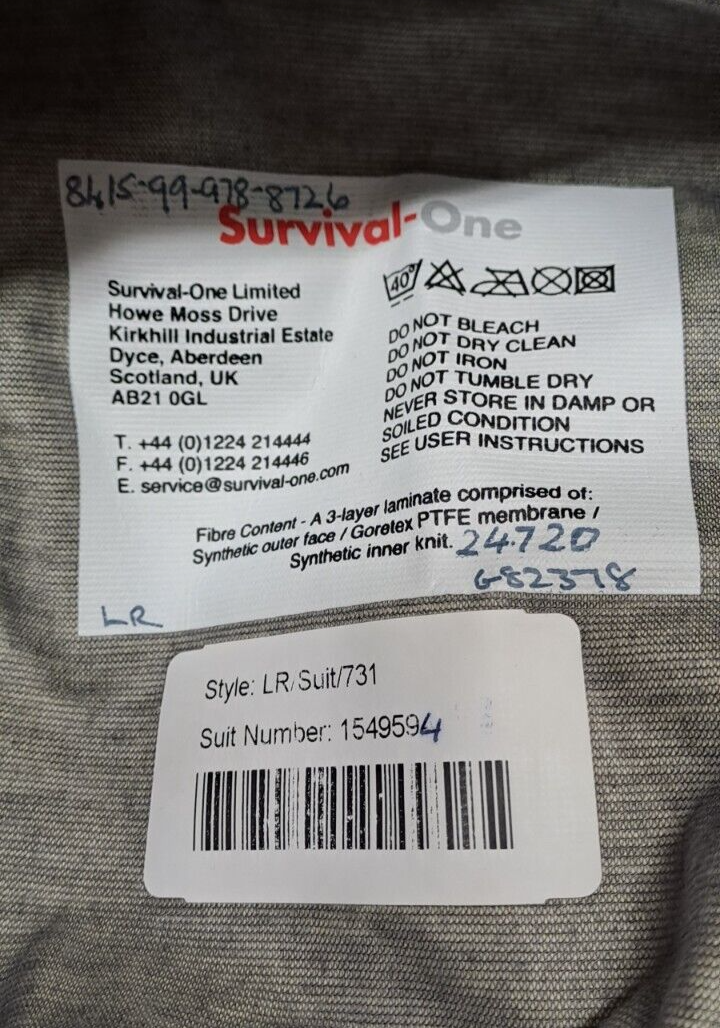 8415-99-978-8726
Survival-One
Survival-One Limited
Howe Moss Drive
Kirkhill Industrial Estate
Dyce, Aberdeen
Scotland, UK
AB21 0GL
T. +44 (0)1224 214444
F. +44 (0)1224 214446
E. service@survival-one.com
40°
DO NOT BLEACH
DO NOT DRY CLEAN
DO NOT IRON
DO NOT TUMBLE DRY
NEVER STORE IN DAMP OR
SOILED CONDITION
SEE USER INSTRUCTIONS
Fibre Content - A 3-layer laminate comprised of:
Synthetic outer face / Goretex PTFE membrane /
Synthetic inner knit. 24.720
G82378
LR
Style: LR/Suit/731
Suit Number: 1549594